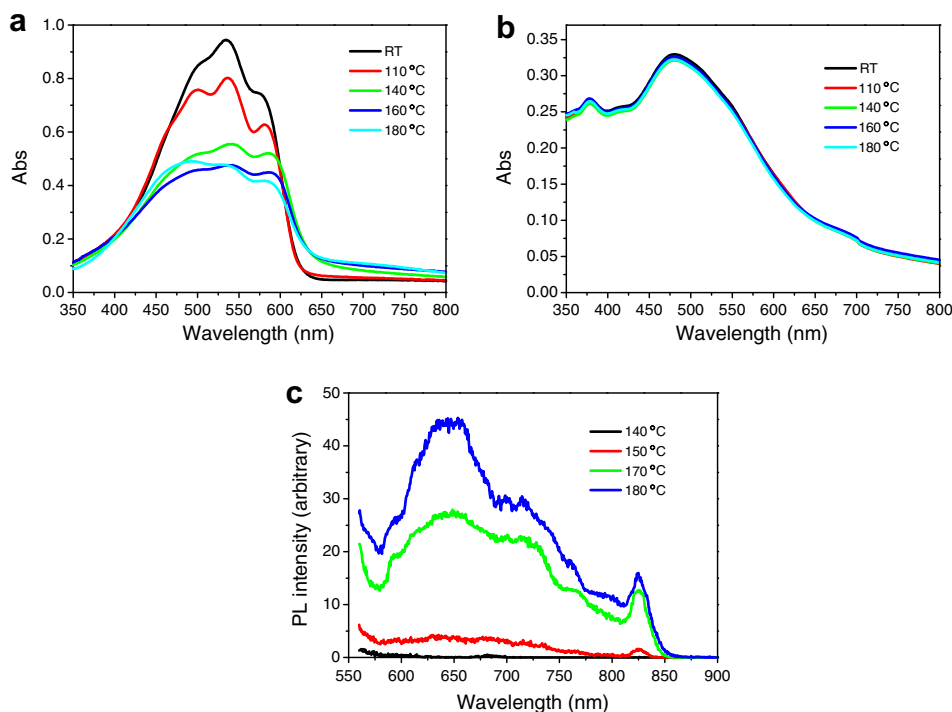 a
1.0
0.8
0.6
0.4
0.2
0.0
Abs
RT
110 °C
140 °C
160 °C
180 °C
350 400 450 500 550 600 650 700 750 800
Wavelength (nm)
b
0.35
0.30
0.25
0.20
0.15
0.10
0.05
0.00
Abs
RT
110 °C
140 °C
160 °C
180 °C
350 400 450 500 550 600 650 700 750 800
Wavelength (nm)
c
50
40
30
20
10
0
PL intensity (arbitrary)
140 °C
150 °C
170 °C
180 °C
550 600 650 700 750 800 850 900
Wavelength (nm)